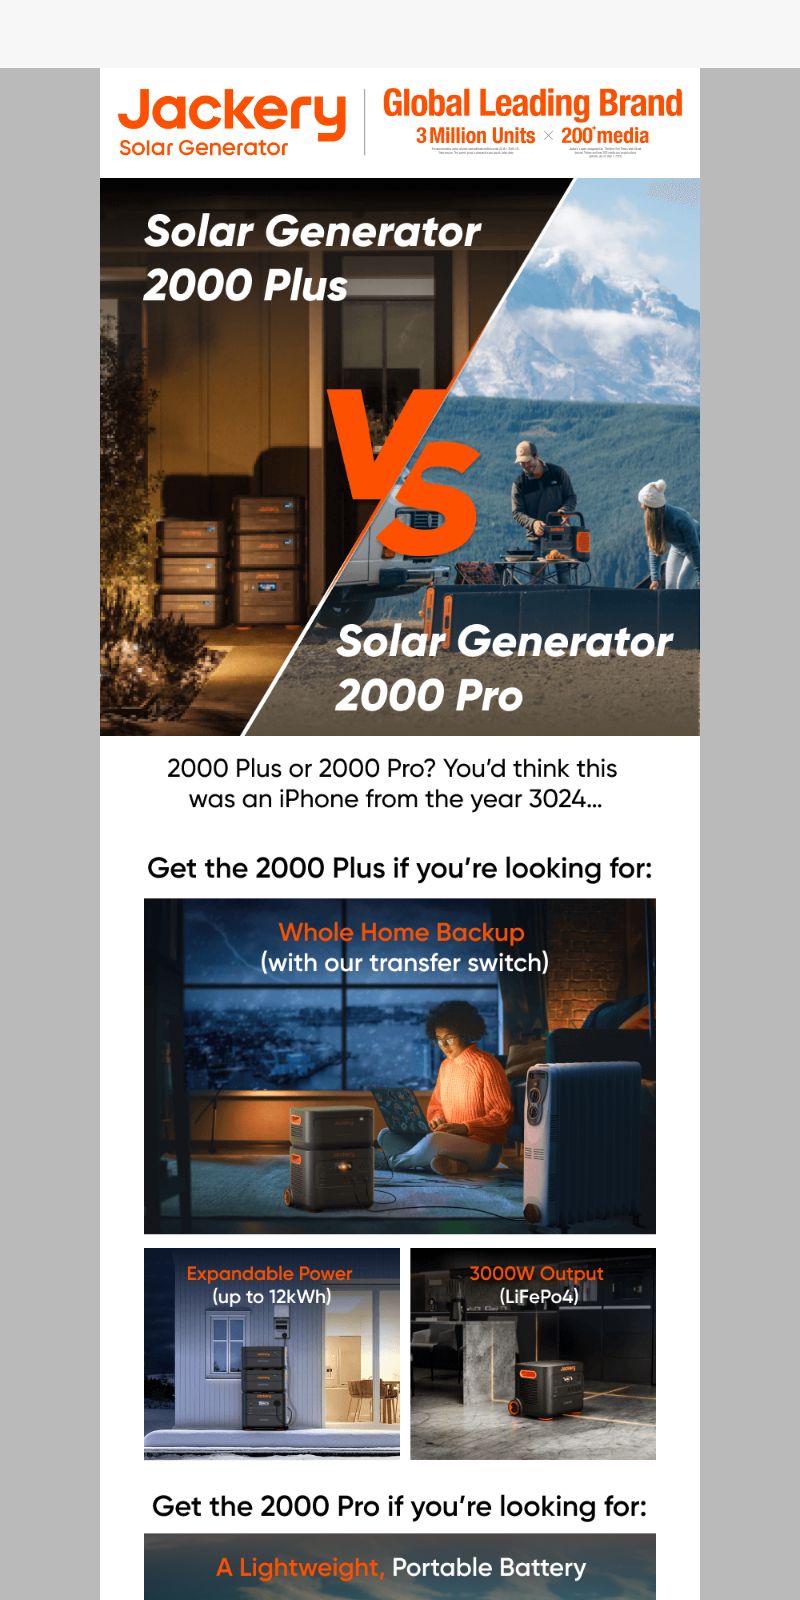 Jackery
Solar Generator
Global Leading Brand
3 Million Units × 200+ media
Solar Generator
2000 Plus
VS
Solar Generator
2000 Pro
2000 Plus or 2000 Pro? You’d think this
was an iPhone from the year 3024...
Get the 2000 Plus if you’re looking for:
Whole Home Backup
(with our transfer switch)
Expandable Power
(up to 12kWh)
Jackery
3000W Output
(LiFePo4)
Jackery
Get the 2000 Pro if you’re looking for:
A Lightweight, Portable Battery